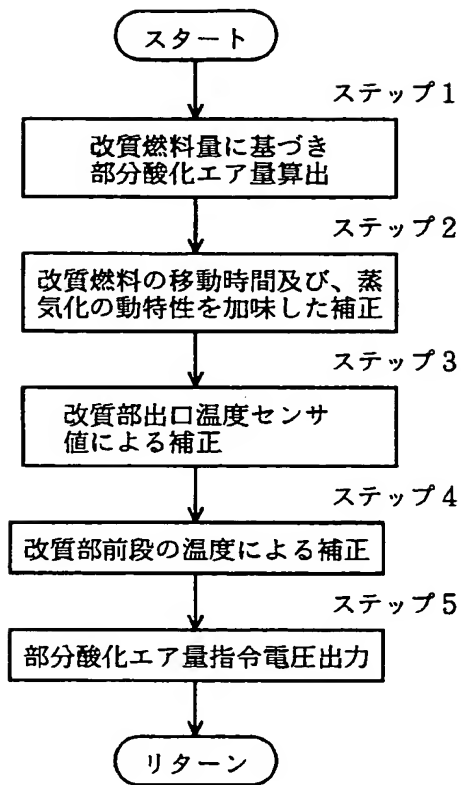 スタート
ステップ1
改質燃料量に基づき
部分酸化エア量算出
ステップ2
改質燃料の移動時間及び、蒸
気化の動特性を加味した補正
ステップ3
改質部出口温度センサ
値による補正
ステップ4
改質部前段の温度による補正
ステップ5
部分酸化エア量指令電圧出力
リターン